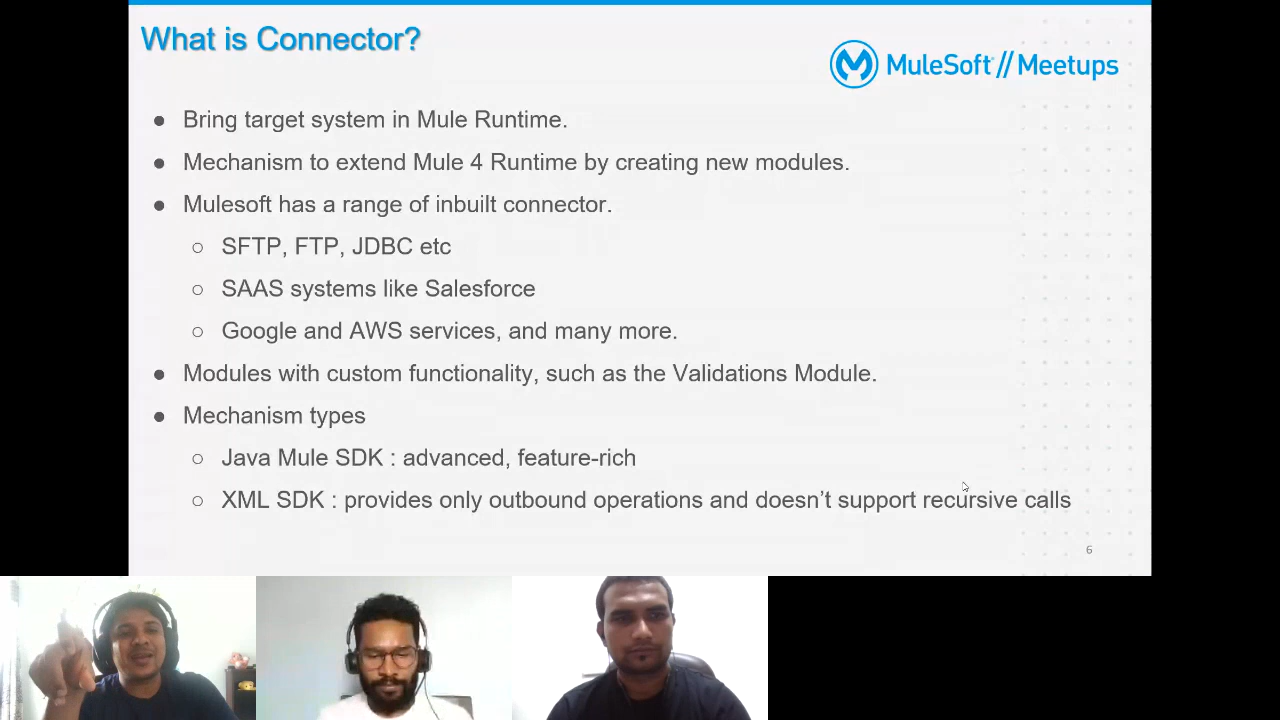 What is Connector?
MuleSoft // Meetups
● Bring target system in Mule Runtime.
● Mechanism to extend Mule 4 Runtime by creating new modules.
● Mulesoft has a range of inbuilt connector.
○ SFTP, FTP, JDBC etc
○ SAAS systems like Salesforce
○ Google and AWS services, and many more.
● Modules with custom functionality, such as the Validations Module.
● Mechanism types
○ Java Mule SDK : advanced, feature-rich
○ XML SDK : provides only outbound operations and doesn’t support recursive calls
6